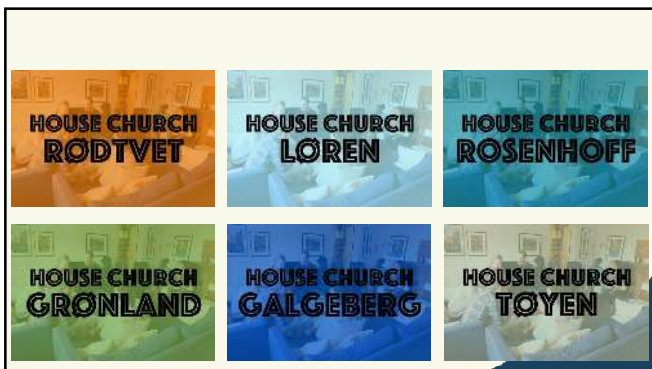 HOUSE CHURCH
RØDTVET
HOUSE CHURCH
LØREN
HOUSE CHURCH
ROSENHOFF
HOUSE CHURCH
GRØNLAND
HOUSE CHURCH
GALGEBERG
HOUSE CHURCH
TØYEN